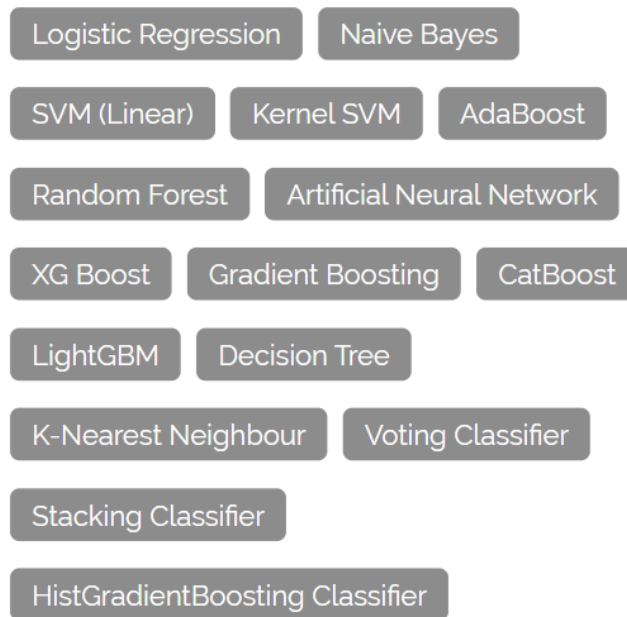 Logistic Regression Naive Bayes
SVM (Linear) Kernel SVM AdaBoost
Random Forest Artificial Neural Network
XG Boost Gradient Boosting CatBoost
LightGBM Decision Tree
K-Nearest Neighbour Voting Classifier
Stacking Classifier
HistGradientBoosting Classifier